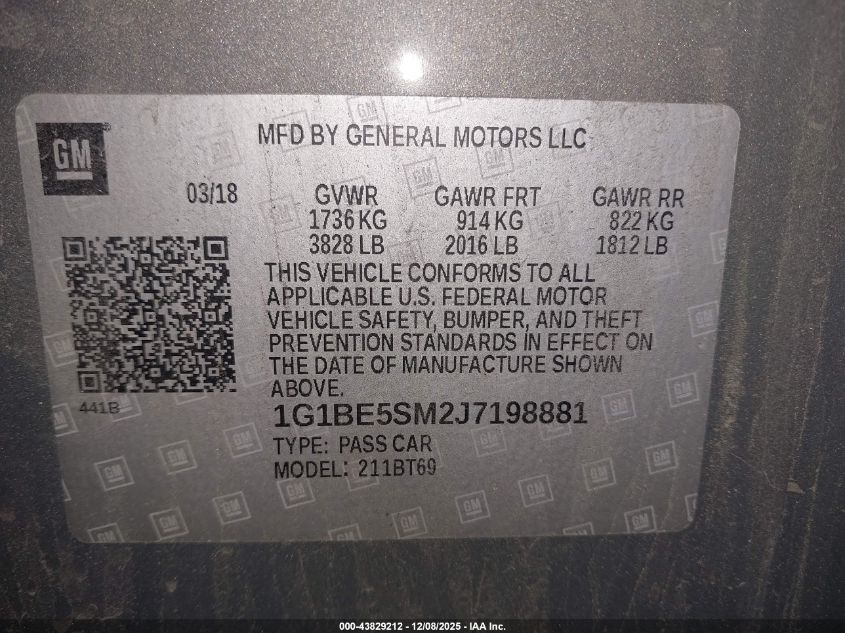 GM
MFD BY GENERAL MOTORS LLC
03/18 GVWR GAWR FRT GAWR RR
1736 KG 914 KG 822 KG
3828 LB 2016 LB 1812 LB
THIS VEHICLE CONFORMS TO ALL
APPLICABLE U.S. FEDERAL MOTOR
VEHICLE SAFETY, BUMPER, AND THEFT
PREVENTION STANDARDS IN EFFECT ON
THE DATE OF MANUFACTURE SHOWN
ABOVE.
441B
1G1BE5SM2J7198881
TYPE: PASS CAR
MODEL: 211BT69
000-43829212 - 12/08/2025 - IAA Inc.